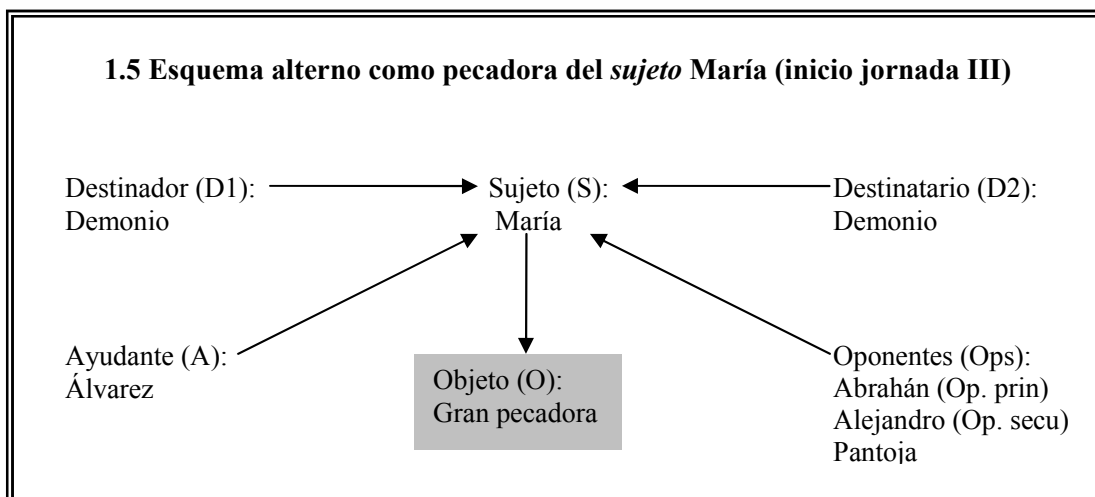 1.5 Esquema alterno como pecadora del sujeto María (inicio jornada III)
Destinador (D1):
Demonio
Sujeto (S):
María
Destinatario (D2):
Demonio
Ayudante (A):
Álvarez
Objeto (O):
Gran pecadora
Oponentes (Ops):
Abrahán (Op. prin)
Alejandro (Op. secu)
Pantoja